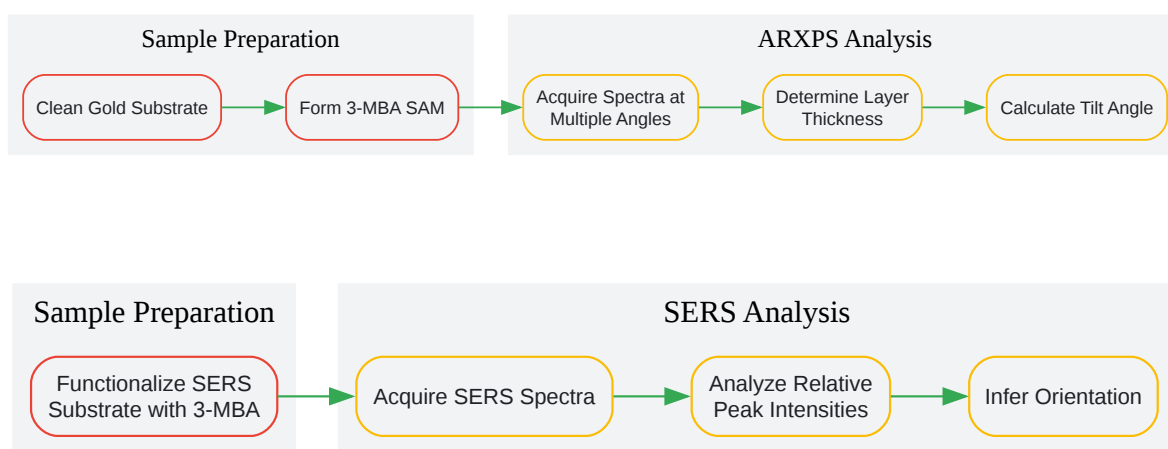 Sample Preparation
ARXPS Analysis
Clean Gold Substrate
Form 3-MBA SAM
Acquire Spectra at
Multiple Angles
Determine Layer
Thickness
Calculate Tilt Angle
Sample Preparation
SERS Analysis
Functionalize SERS
Substrate with 3-MBA
Acquire SERS Spectra
Analyze Relative
Peak Intensities
Infer Orientation